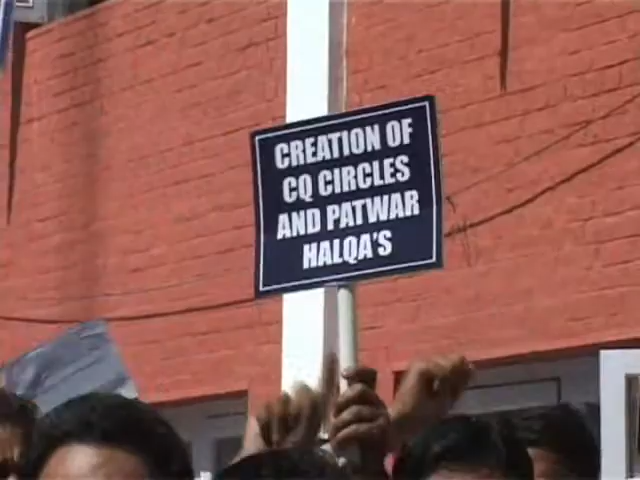 CREATION OF
CQ CIRCLES
AND PATWAR
HALQA'S